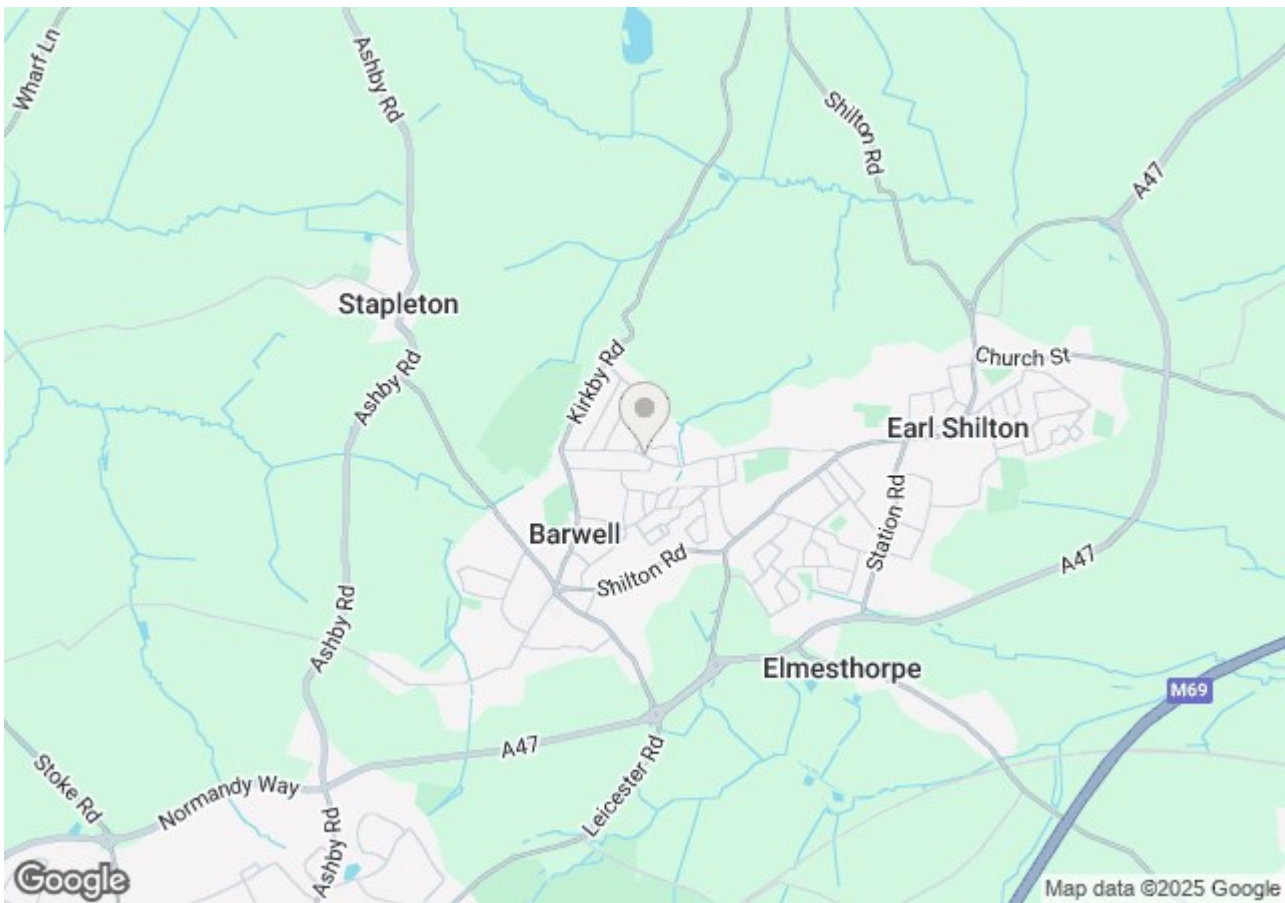 Wharf Ln
Ashby Rd
Shilton Rd
A47
Stapleton
Kirkby Rd
Church St
Ashby Rd
Earl Shilton
Station Rd
Barwell
Shilton Rd
A47
Ashby Rd
Elmesthorpe
M69
A47
Stoke Rd
Normandy Way
Leicester Rd
Ashby Rd
Google
Map data ©2025 Google